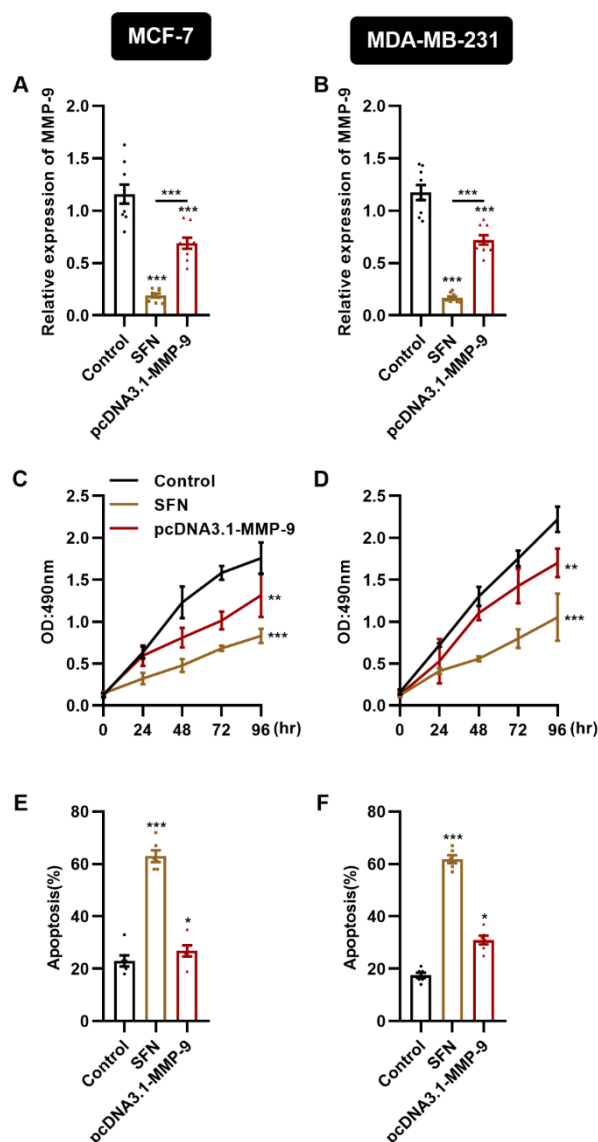 MCF-7
MDA-MB-231
A
Relative expression of MMP-9
2.0
1.5
1.0
0.5
0.0
***
***
***
Control
SFN
pcDNA3.1-MMP-9
B
Relative expression of MMP-9
2.0
1.5
1.0
0.5
0.0
***
***
***
Control
SFN
pcDNA3.1-MMP-9
C
Control
SFN
pcDNA3.1-MMP-9
OD:490nm
2.5
2.0
1.5
1.0
0.5
0.0
**
***
0 24 48 72 96 (hr)
D
OD:490nm
2.5
2.0
1.5
1.0
0.5
0.0
**
***
0 24 48 72 96 (hr)
E
Apoptosis(%)
80
60
40
20
0
***
*
Control
SFN
pcDNA3.1-MMP-9
F
Apoptosis(%)
80
60
40
20
0
***
*
Control
SFN
pcDNA3.1-MMP-9